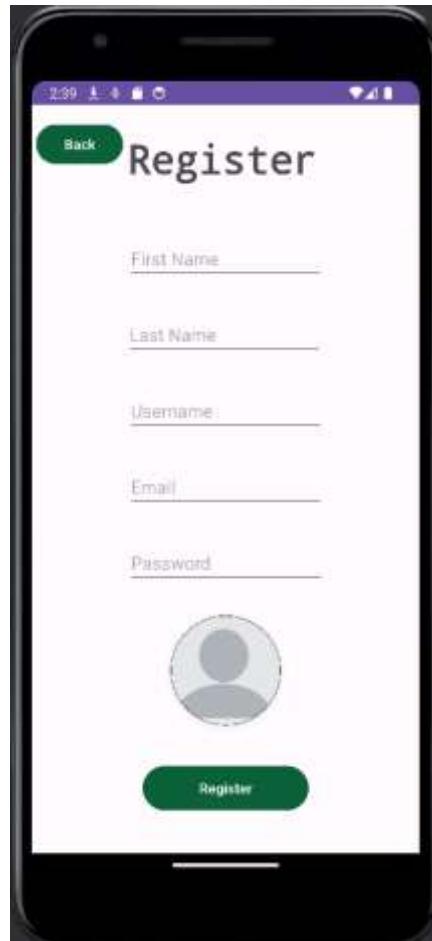 2:39
Back
Register
First Name
Last Name
Username
Email
Password
Register